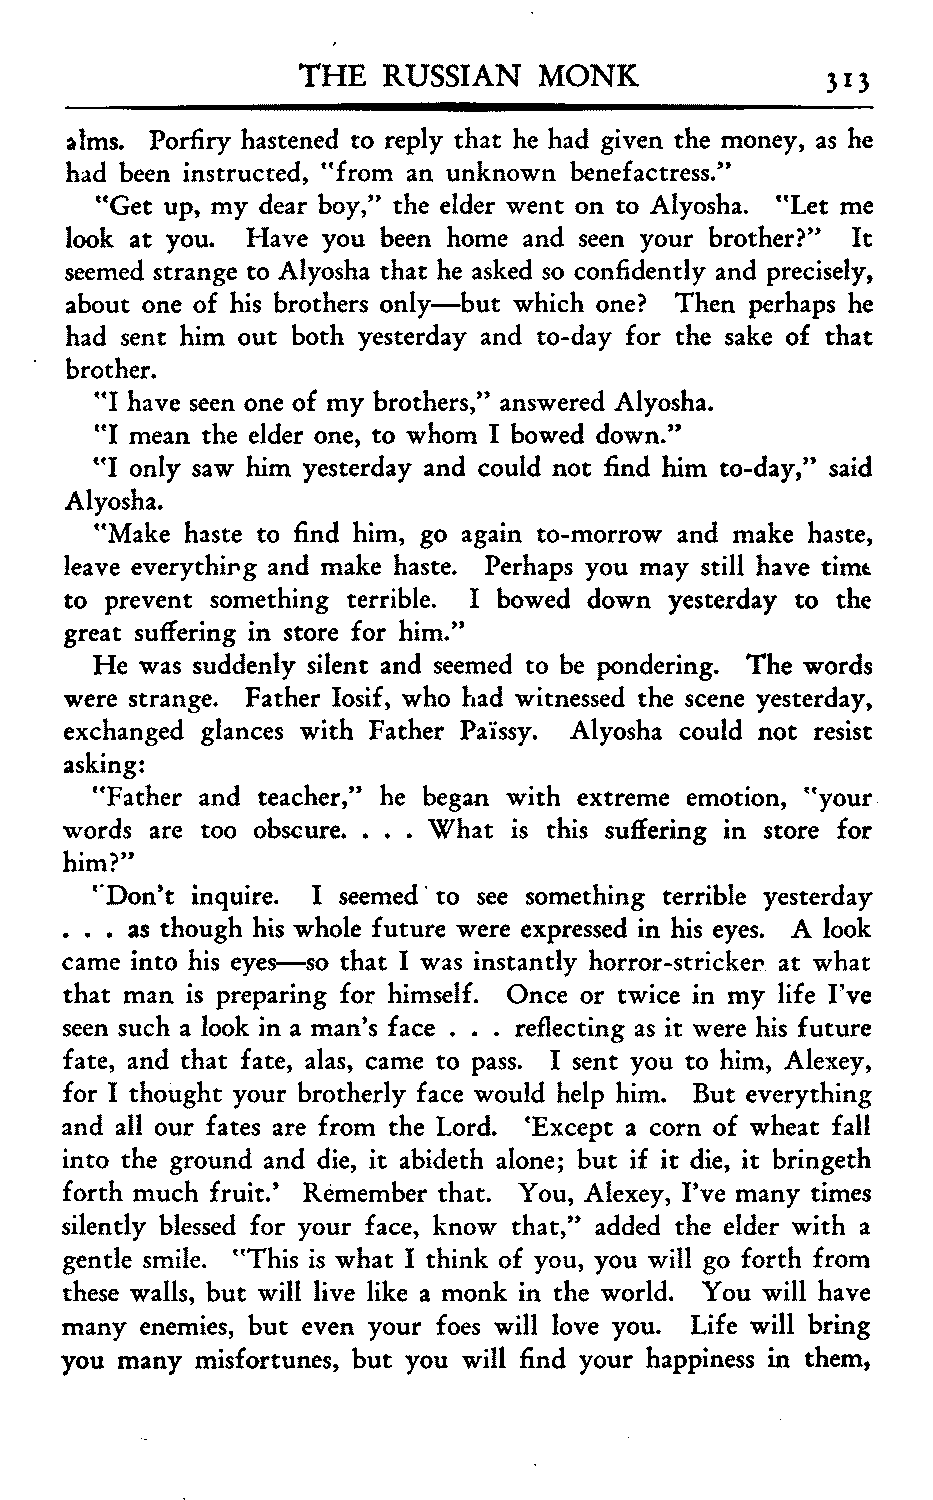 THE RUSSIAN MONK 313
alms. Porfiry hastened to reply that he had given the money, as he
had been instructed, "from an unknown benefactress."
"Get up, my dear boy," the elder went on to Alyosha. "Let me
look at you. Have you been home and seen your brother?" It
seemed strange to Alyosha that he asked so confidently and precisely,
about one of his brothers only—but which one? Then perhaps he
had sent him out both yesterday and to-day for the sake of that
brother.
"I have seen one of my brothers," answered Alyosha.
"I mean the elder one, to whom I bowed down."
"I only saw him yesterday and could not find him to-day," said
Alyosha.
"Make haste to find him, go again to-morrow and make haste,
leave everything and make haste. Perhaps you may still have time
to prevent something terrible. I bowed down yesterday to the
great suffering in store for him."
He was suddenly silent and seemed to be pondering. The words
were strange. Father Iosif, who had witnessed the scene yesterday,
exchanged glances with Father Païssy. Alyosha could not resist
asking:
"Father and teacher," he began with extreme emotion, "your
words are too obscure. . . . What is this suffering in store for
him?"
"Don't inquire. I seemed to see something terrible yesterday
. . . as though his whole future were expressed in his eyes. A look
came into his eyes—so that I was instantly horror-stricken at what
that man is preparing for himself. Once or twice in my life I've
seen such a look in a man's face . . . reflecting as it were his future
fate, and that fate, alas, came to pass. I sent you to him, Alexey,
for I thought your brotherly face would help him. But everything
and all our fates are from the Lord. 'Except a corn of wheat fall
into the ground and die, it abideth alone; but if it die, it bringeth
forth much fruit.' Remember that. You, Alexey, I've many times
silently blessed for your face, know that," added the elder with a
gentle smile. "This is what I think of you, you will go forth from
these walls, but will live like a monk in the world. You will have
many enemies, but even your foes will love you. Life will bring
you many misfortunes, but you will find your happiness in them,